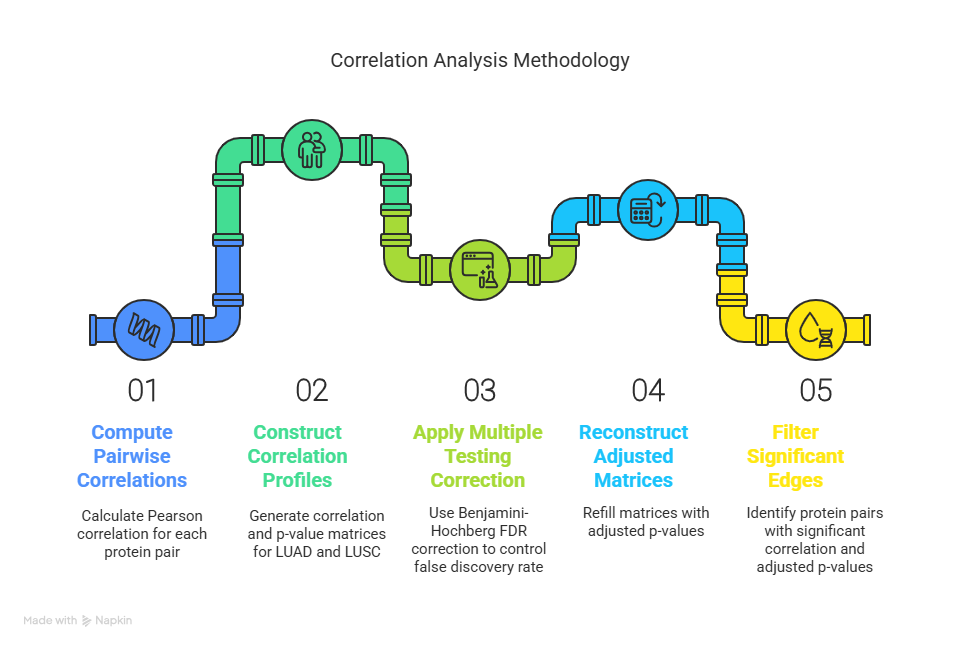 Correlation Analysis Methodology
01
Compute
Pairwise
Correlations
Calculate Pearson
correlation for each
protein pair
02
Construct
Correlation
Profiles
Generate correlation
and p-value matrices
for LUAD and LUSC
03
Apply Multiple
Testing
Correction
Use Benjamini-
Hochberg FDR
correction to control
false discovery rate
04
Reconstruct
Adjusted
Matrices
Refill matrices with
adjusted p-values
05
Filter
Significant
Edges
Identify protein pairs
with significant
correlation and
adjusted p-values
Made with Napkin